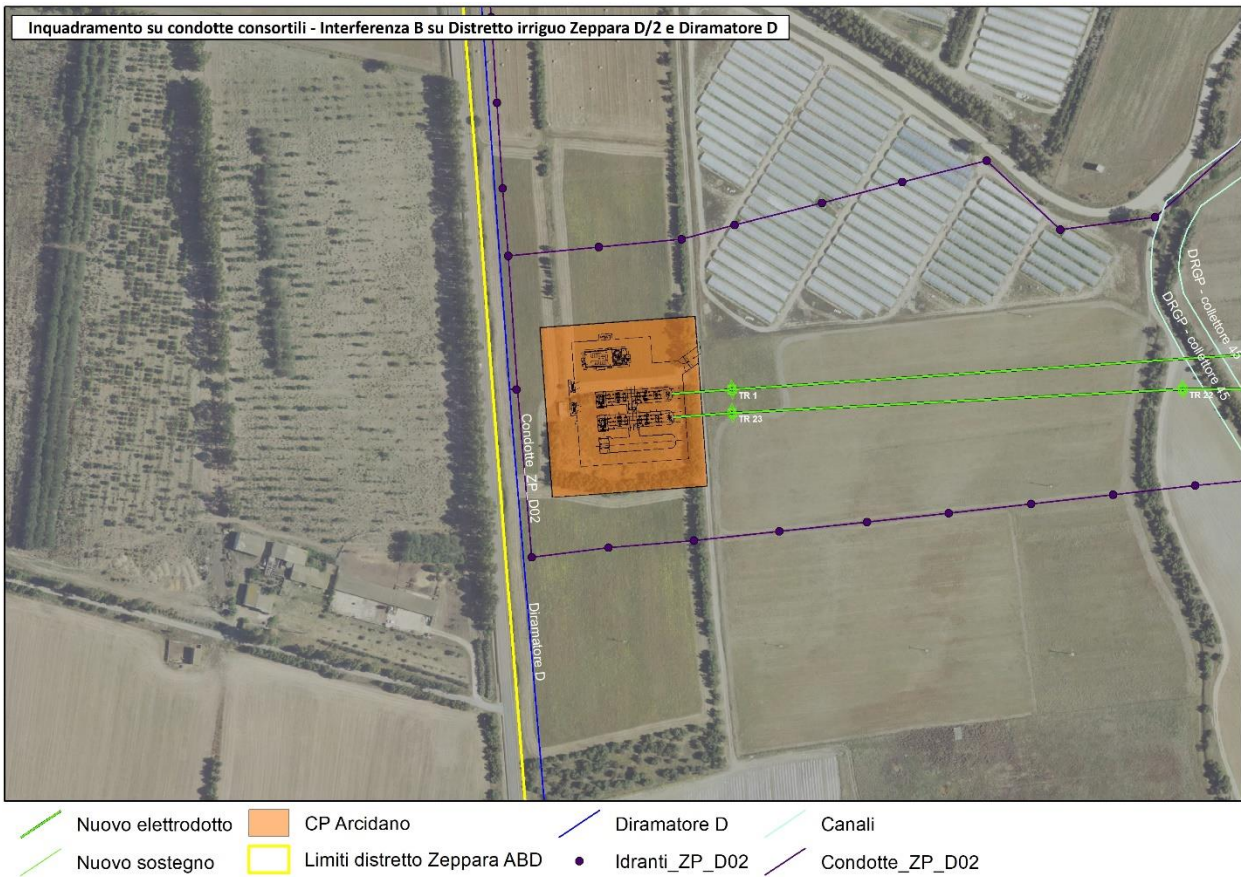 Inquadramento su condotte consortili - Interferenza B su Distretto irriguo Zeppara D/2 e Diramatore D
DRGP - collettore 45
DRGP - collettore 45
TR 1
TR 22
TR 23
Condotte_ZP_D02
Diramatore D
Nuovo elettrodotto
CP Arcidano
Diramatore D
Canali
Nuovo sostegno
Limiti distretto Zeppara ABD
Idranti_ZP_D02
Condotte_ZP_D02